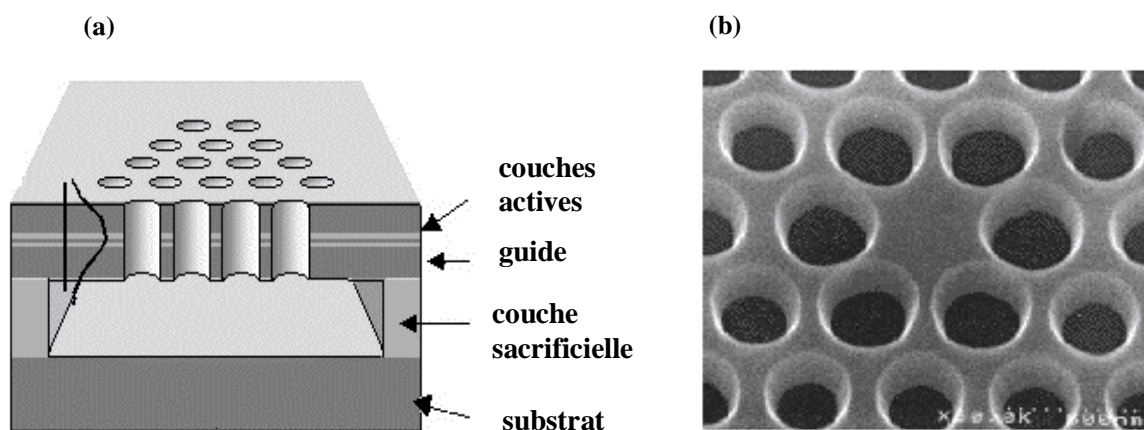 (a)
(b)
couches
actives
guide
couche
sacrificielle
substrat